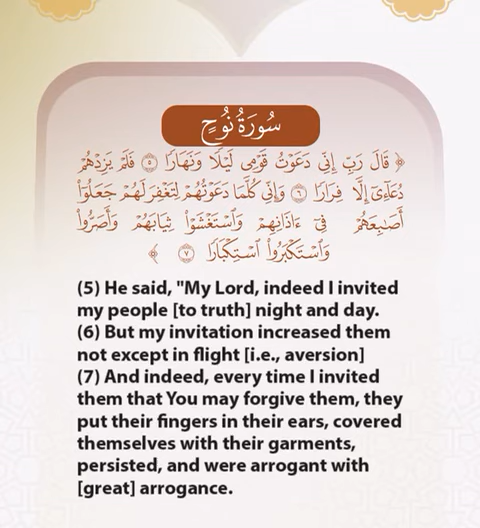 سُورَةُ نُوحٍ
﴿ قَالَ رَبِّ إِنِّي دَعَوْتُ قَوْمِي لَيْلًا وَنَهَارًا ۝٥ فَلَمْ يَزِدْهُمْ
دُعَآءِىٓ إِلَّا فِرَارًا ۝٦ وَإِنِّي كُلَّمَا دَعَوْتُهُمْ لِتَغْفِرَ لَهُمْ جَعَلُوٓا۟
أَصَٰبِعَهُمْ فِىٓ ءَاذَانِهِمْ وَٱسْتَغْشَوْا۟ ثِيَابَهُمْ وَأَصَرُّوا۟
وَٱسْتَكْبَرُوا۟ ٱسْتِكْبَارًا ۝٧ ﴾
(5) He said, "My Lord, indeed I invited
my people [to truth] night and day.
(6) But my invitation increased them
not except in flight [i.e., aversion]
(7) And indeed, every time I invited
them that You may forgive them, they
put their fingers in their ears, covered
themselves with their garments,
persisted, and were arrogant with
[great] arrogance.